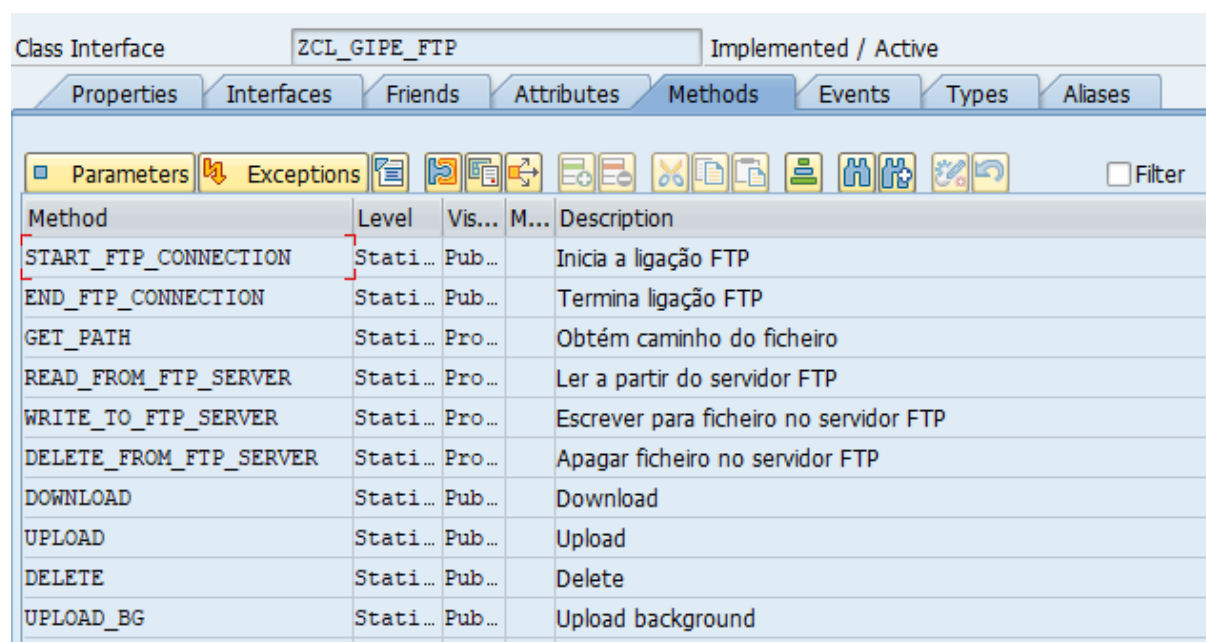 Class Interface ZCL_GIPE_FTP Implemented / Active
Properties Interfaces Friends Attributes Methods Events Types Aliases
Parameters Exceptions Filter
Method Level Vis... M... Description
START_FTP_CONNECTION Stati… Pub… Inicia a ligação FTP
END_FTP_CONNECTION Stati… Pub… Termina ligação FTP
GET_PATH Stati… Pro… Obtém caminho do ficheiro
READ_FROM_FTP_SERVER Stati… Pro… Ler a partir do servidor FTP
WRITE_TO_FTP_SERVER Stati… Pro… Escrever para ficheiro no servidor FTP
DELETE_FROM_FTP_SERVER Stati… Pro… Apagar ficheiro no servidor FTP
DOWNLOAD Stati… Pub… Download
UPLOAD Stati… Pub… Upload
DELETE Stati… Pub… Delete
UPLOAD_BG Stati… Pub… Upload background